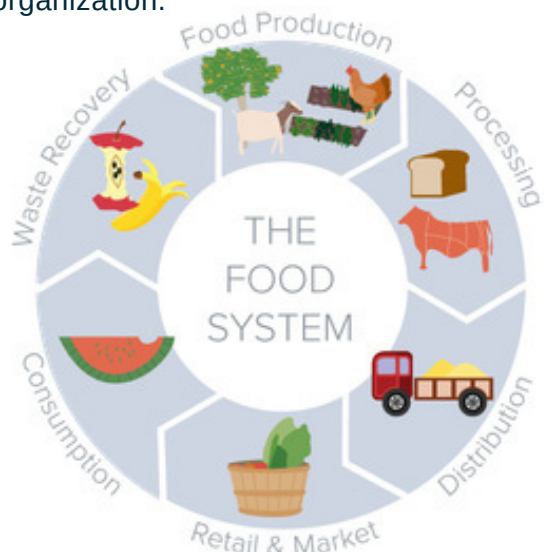 organization.
Food Production
Processing
Distribution
Retail & Market
Consumption
Waste Recovery
THE
FOOD
SYSTEM